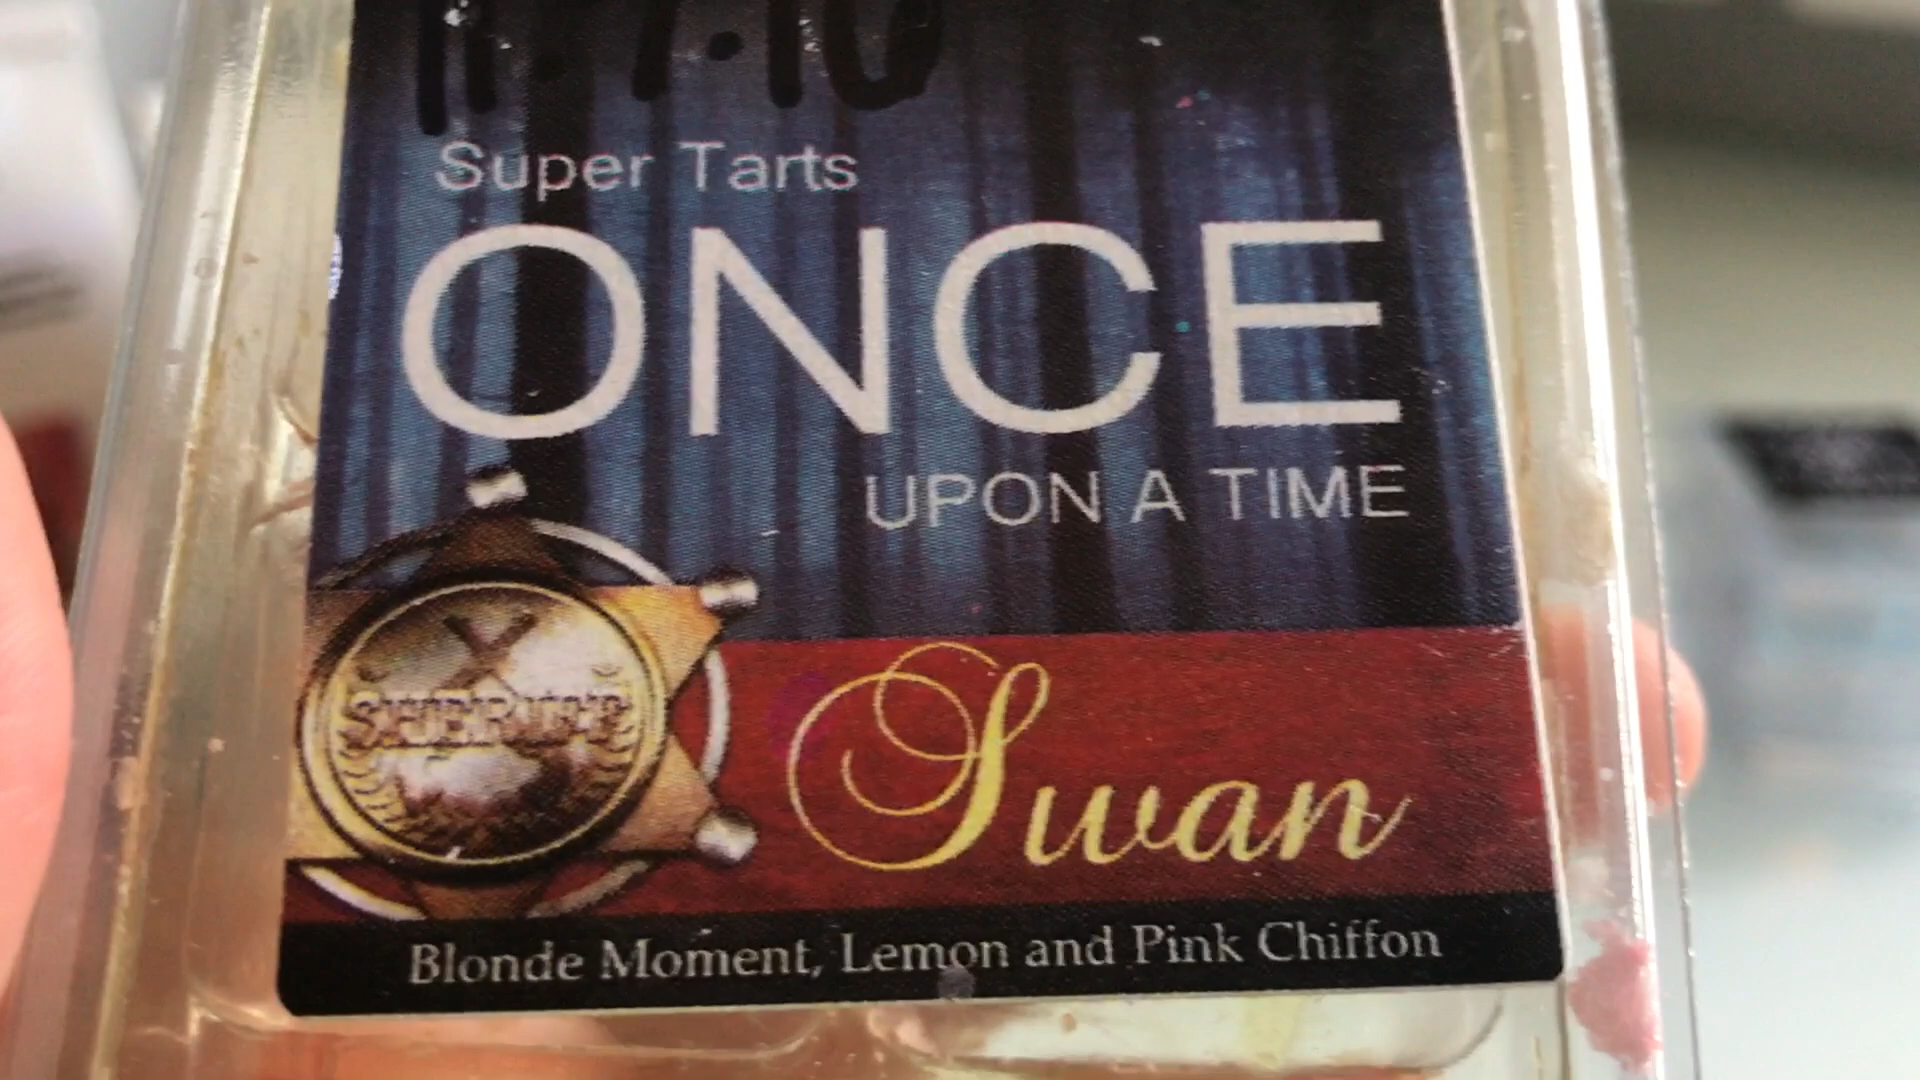 Super Tarts
ONCE
UPON A TIME
SHERIFF
Swan
Blonde Moment, Lemon and Pink Chiffon